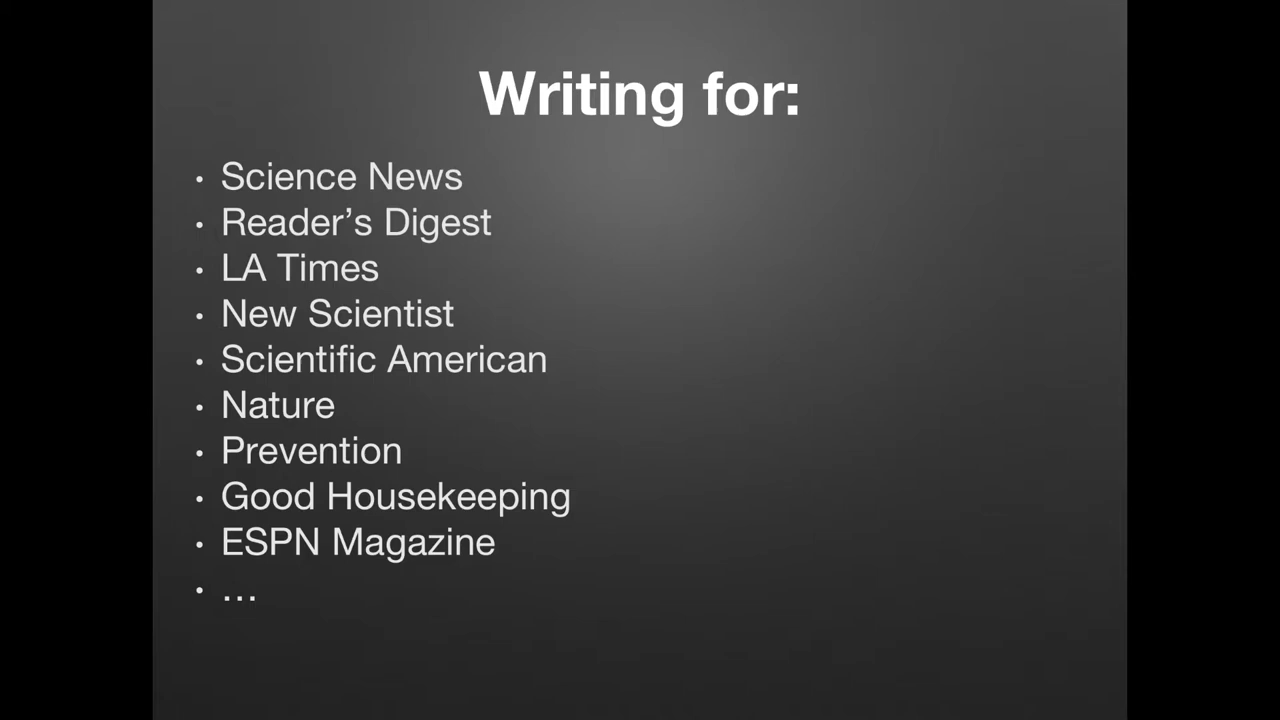 Writing for:
• Science News
• Reader’s Digest
• LA Times
• New Scientist
• Scientific American
• Nature
• Prevention
• Good Housekeeping
• ESPN Magazine
• …